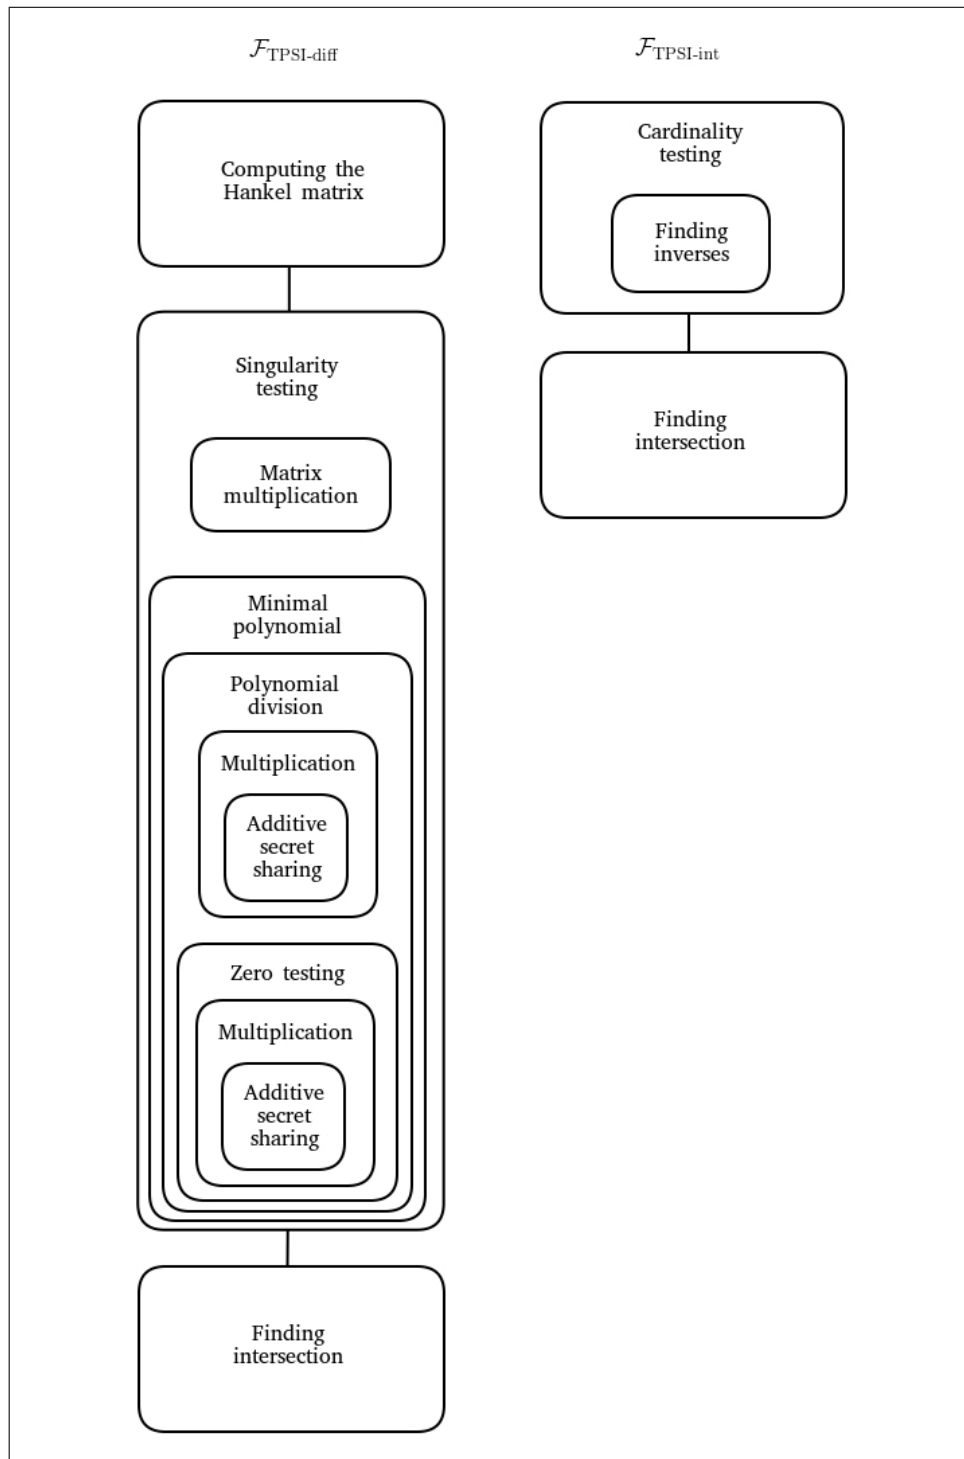 ℱTPSI-diff
Computing the
Hankel matrix
Singularity
testing
Matrix
multiplication
Minimal
polynomial
Polynomial
division
Multiplication
Additive
secret
sharing
Zero testing
Multiplication
Additive
secret
sharing
Finding
intersection
ℱTPSI-int
Cardinality
testing
Finding
inverses
Finding
intersection